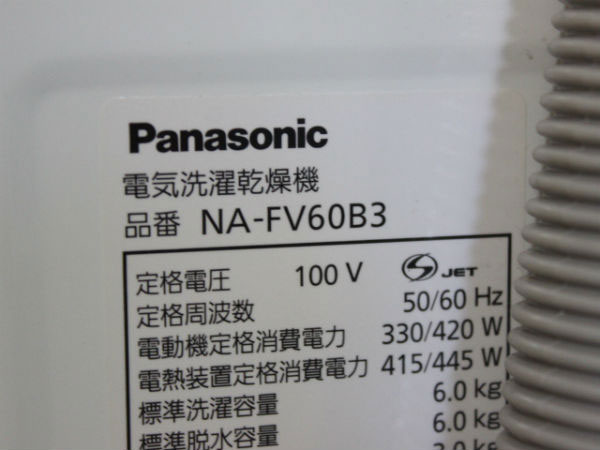 Panasonic
電気洗濯乾燥機
品番 NA-FV60B3
定格電圧 100 V JET
定格周波数 50/60 Hz
電動機定格消費電力 330/420 W
電熱装置定格消費電力 415/445 W
標準洗濯容量 6.0 kg
標準脱水容量 6.0 kg